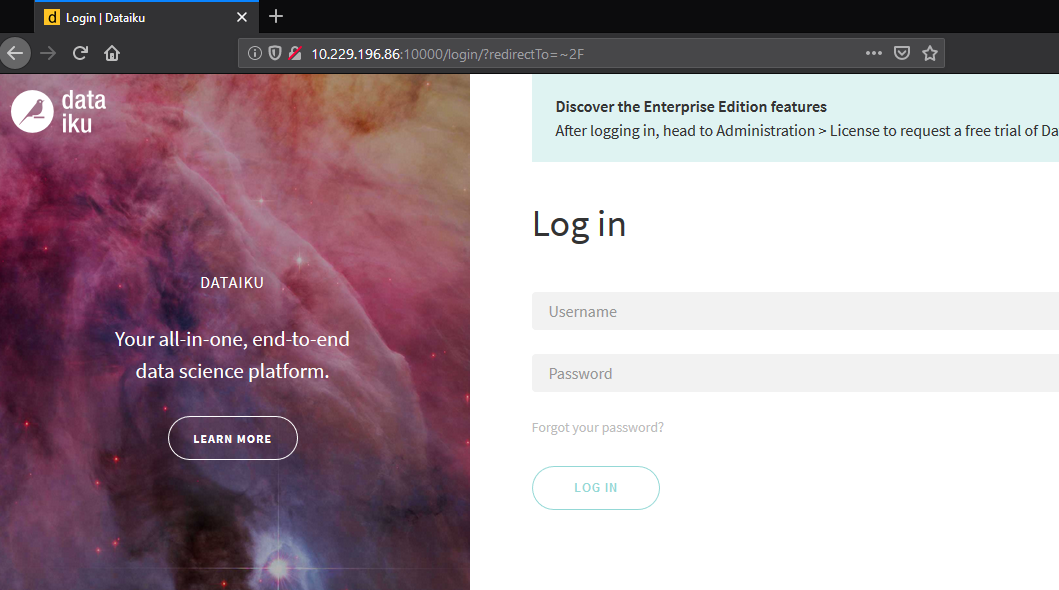 d Login | Dataiku
10.229.196.86:10000/login/?redirectTo=~2F
data
iku
DATAIKU
Your all-in-one, end-to-end
data science platform.
LEARN MORE
Discover the Enterprise Edition features
After logging in, head to Administration > License to request a free trial of Da
Log in
Username
Password
Forgot your password?
LOG IN